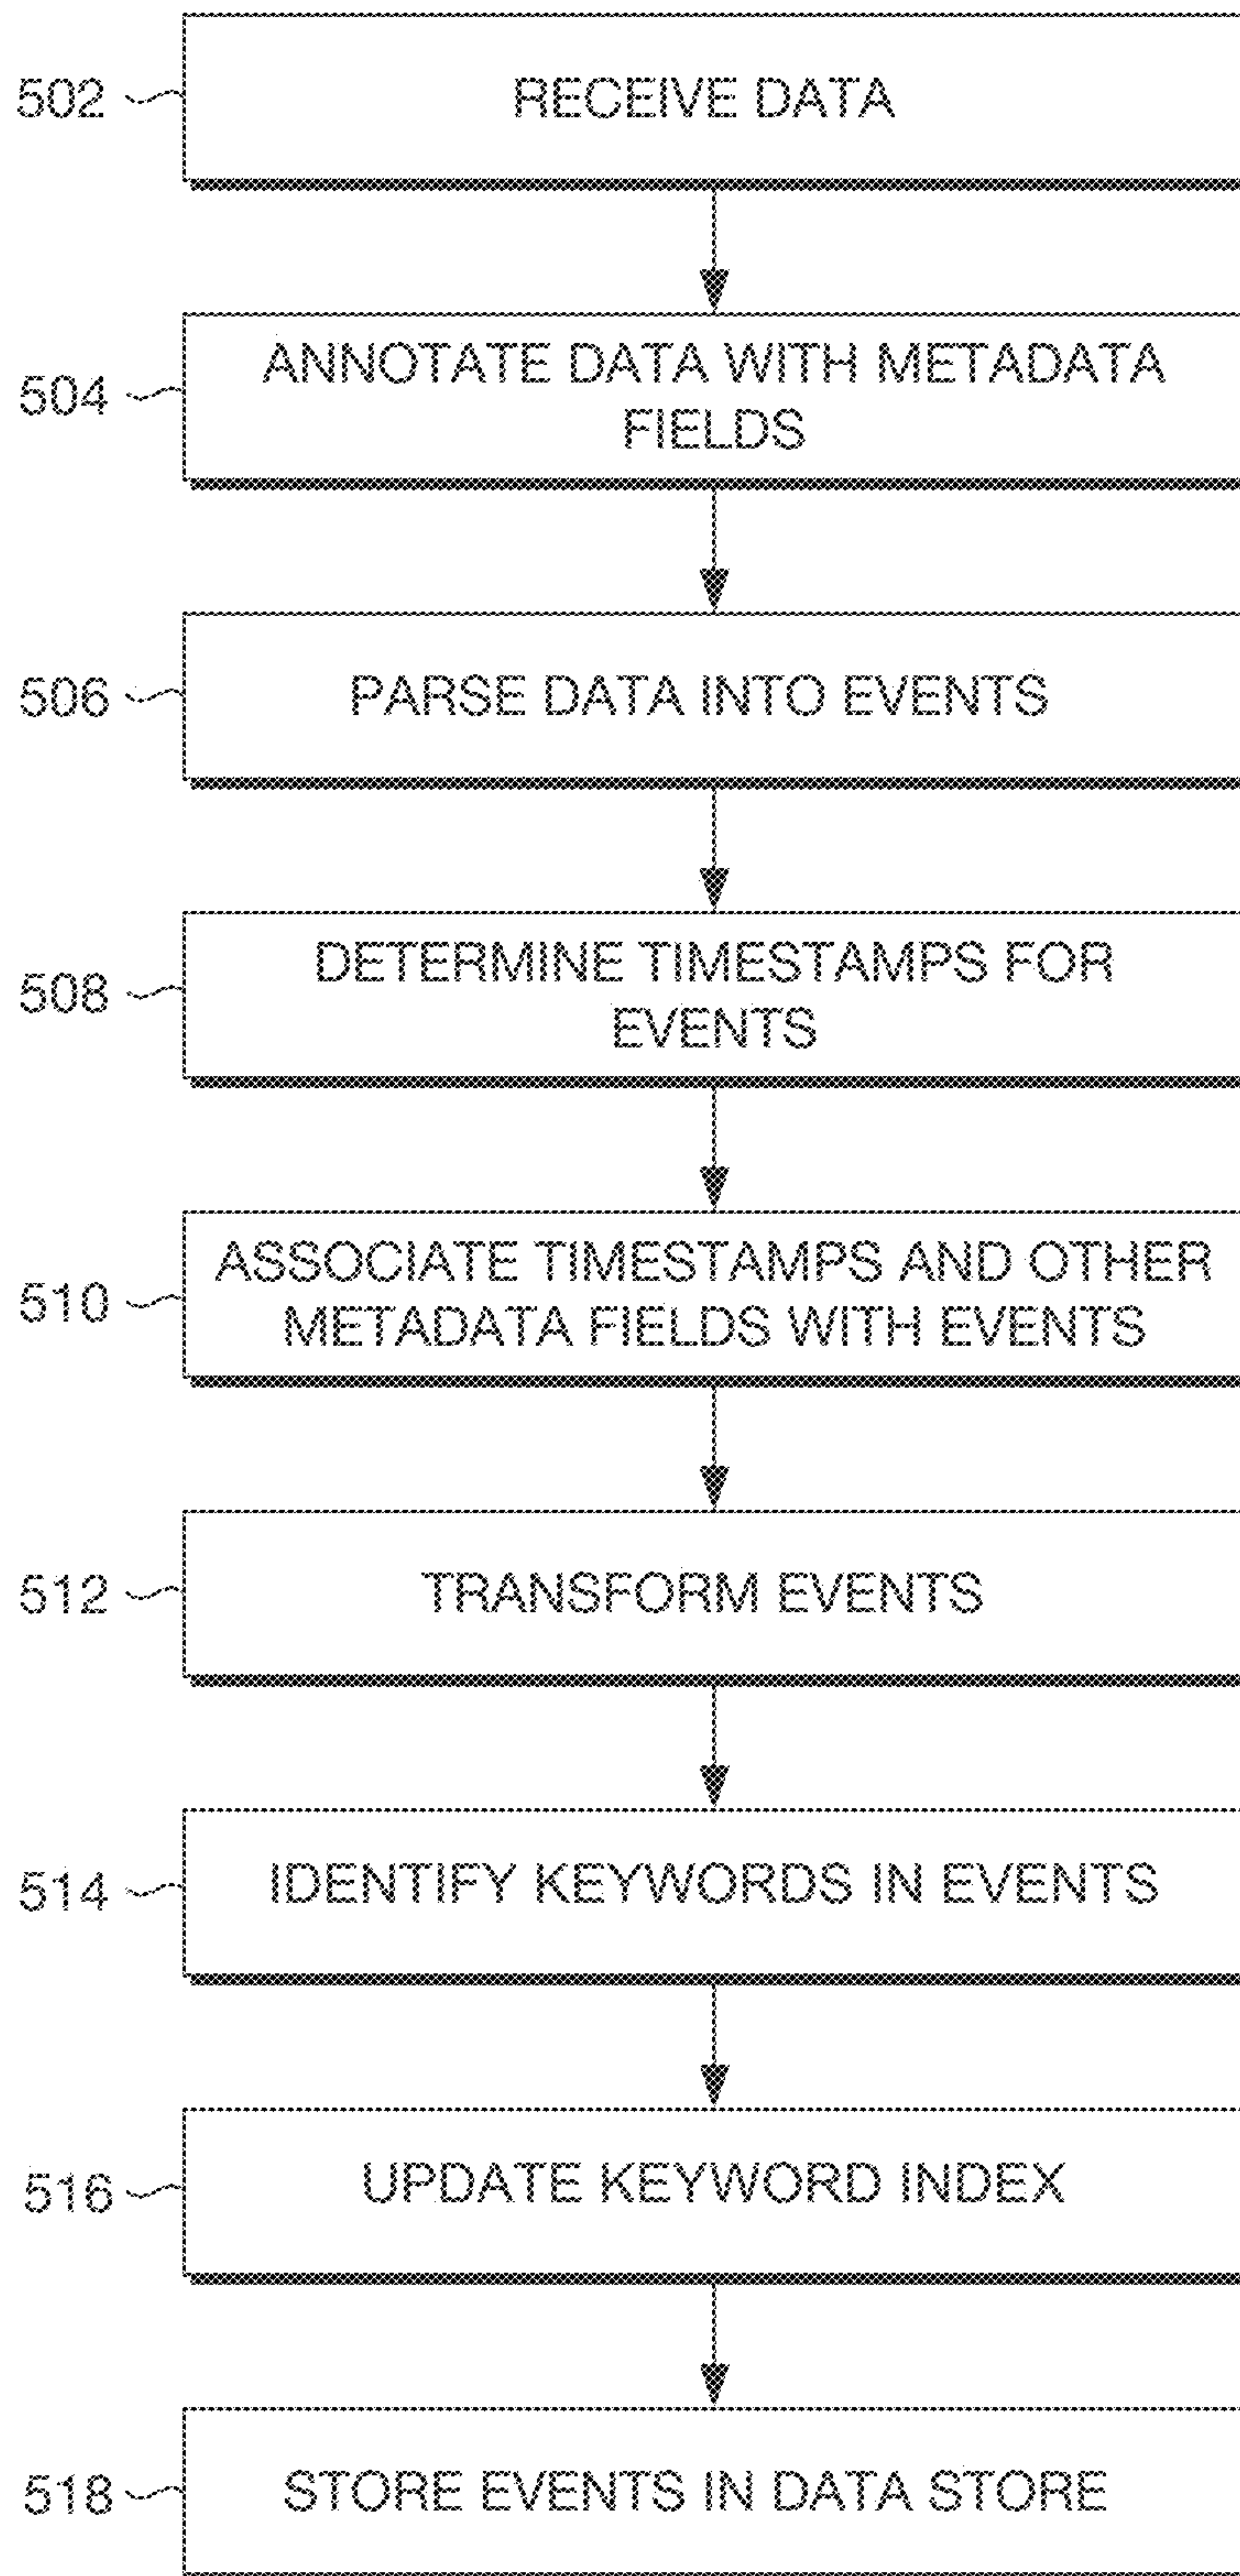 502
RECEIVE DATA
504
ANNOTATE DATA WITH METADATA
FIELDS
506
PARSE DATA INTO EVENTS
508
DETERMINE TIMESTAMPS FOR
EVENTS
510
ASSOCIATE TIMESTAMPS AND OTHER
METADATA FIELDS WITH EVENTS
512
TRANSFORM EVENTS
514
IDENTIFY KEYWORDS IN EVENTS
516
UPDATE KEYWORD INDEX
518
STORE EVENTS IN DATA STORE